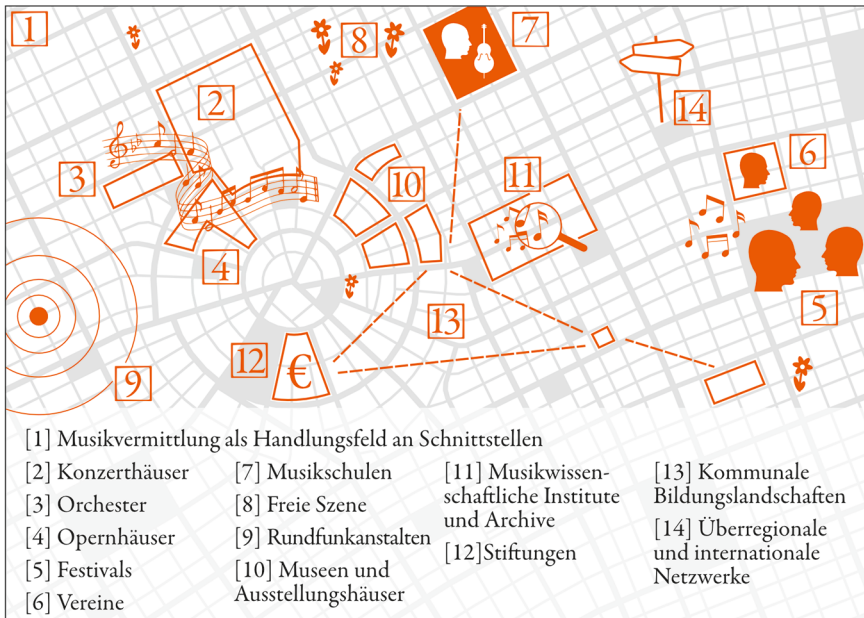 [1]
[8]
[7]
[2]
[14]
[3]
[10]
[11]
[6]
[4]
[13]
[5]
[12]
€
[9]
[1] Musikvermittlung als Handlungsfeld an Schnittstellen
[2] Konzerthäuser
[3] Orchester
[4] Opernhäuser
[5] Festivals
[6] Vereine
[7] Musikschulen
[8] Freie Szene
[9] Rundfunkanstalten
[10] Museen und
Ausstellungshäuser
[11] Musikwissen-
schaftliche Institute
und Archive
[12]Stiftungen
[13] Kommunale
Bildungslandschaften
[14] Überregionale
und internationale
Netzwerke